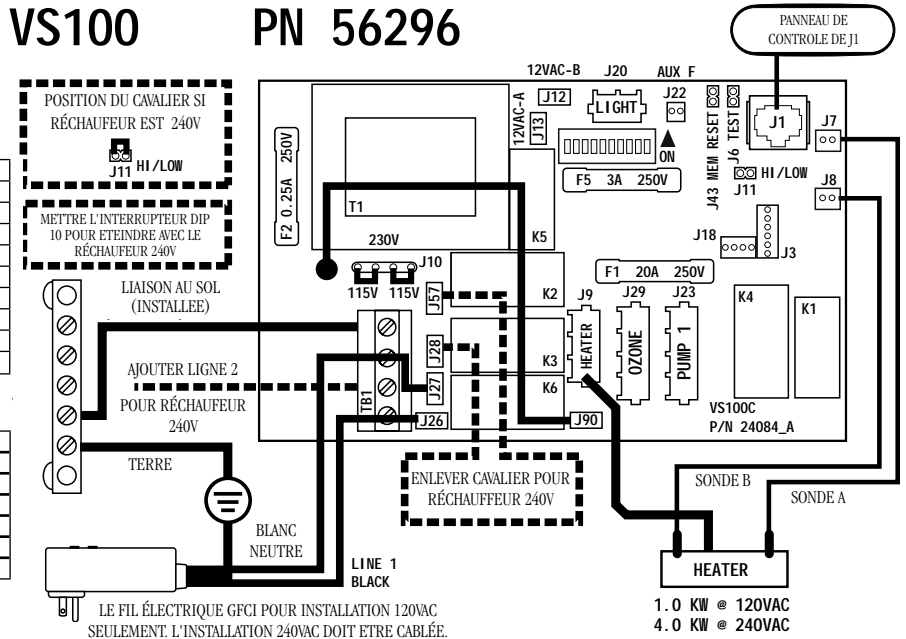 VS100 PN 56296
PANNEAU DE
CONTROLE DE J1
POSITION DU CAVALIER SI
RÉCHAUFEUR EST 240V
J11 HI/LOW
METTRE L'INTERRUPTEUR DIP
10 POUR ETEINDRE AVEC LE
RÉCHAUFEUR 240V
LIAISON AU SOL
(INSTALLEE)
AJOUTER LIGNE 2
POUR RÉCHAUFEUR
240V
TERRE
BLANC
NEUTRE
LINE 1
BLACK
LE FIL ÉLECTRIQUE GFCI POUR INSTALLATION 120VAC
SEULEMENT. L'INSTALLATION 240VAC DOIT ETRE CABLÉE.
12VAC-B
J20
AUX F
J12
LIGHT
J22
12VAC-A
J13
ON
F5 3A 250V
J43 MEM RESET
J6 TEST
J1
J7
J11
HI/LOW
J8
J18
J3
F2 0.25A 250V
T1
K5
230V
J10
115V
115V
F1 20A 250V
J57
K2
J9
J29
J23
K4
K1
J28
K3
HEATER
OZONE
PUMP 1
TB1
J27
K6
J26
J90
VS100C
P/N 24084_A
ENLEVER CAVALIER POUR
RÉCHAUFFEUR 240V
SONDE B
SONDE A
HEATER
1.0 KW @ 120VAC
4.0 KW @ 240VAC